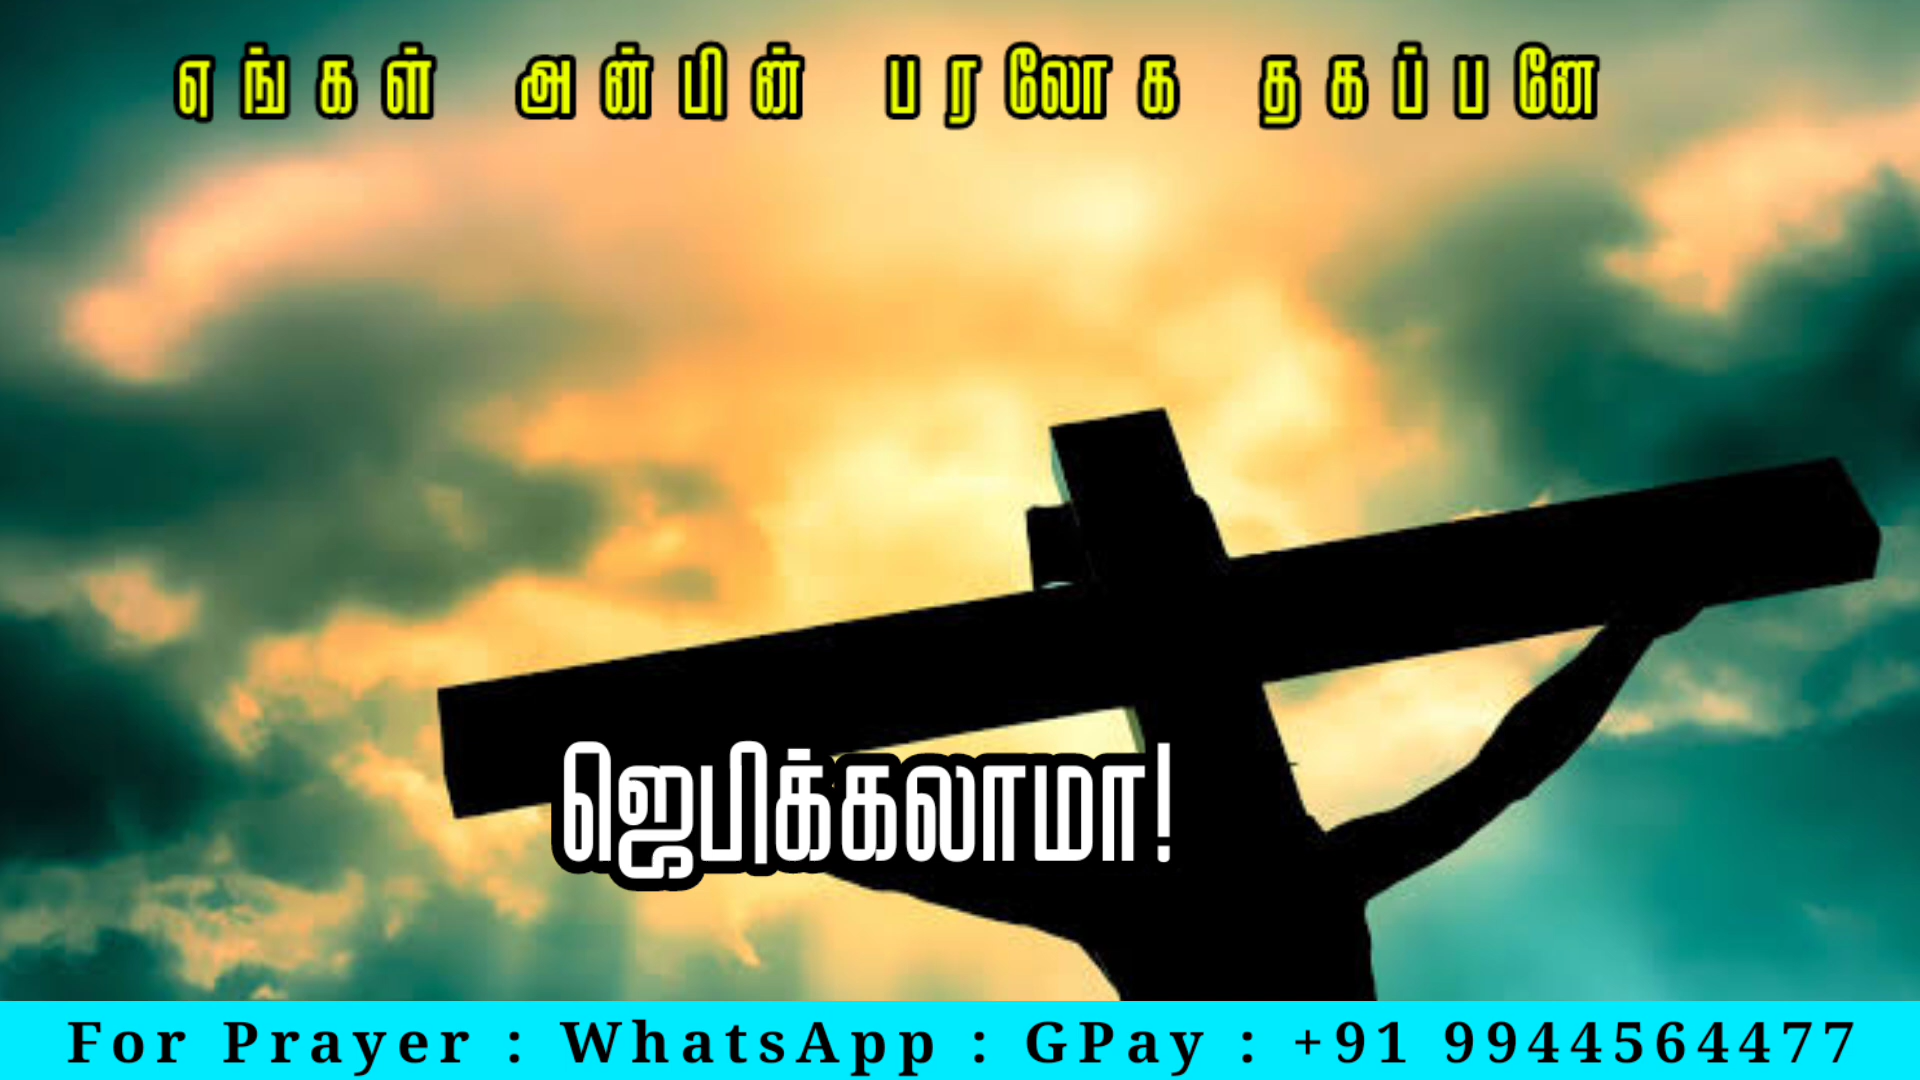 எங்கள் அன்பின் பரலோக தகப்பனே
ஜெபிக்கலாமா!
For Prayer : WhatsApp : GPay : +91 9944564477